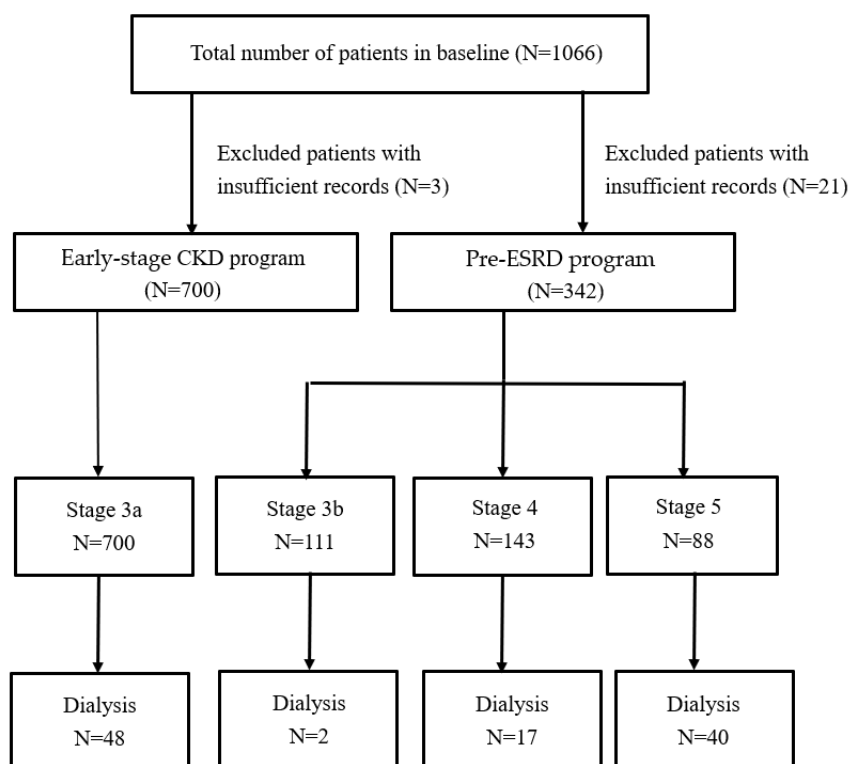 Total number of patients in baseline (N=1066)
Excluded patients with
insufficient records (N=3)
Excluded patients with
insufficient records (N=21)
Early-stage CKD program
(N=700)
Pre-ESRD program
(N=342)
Stage 3a
N=700
Stage 3b
N=111
Stage 4
N=143
Stage 5
N=88
Dialysis
N=48
Dialysis
N=2
Dialysis
N=17
Dialysis
N=40